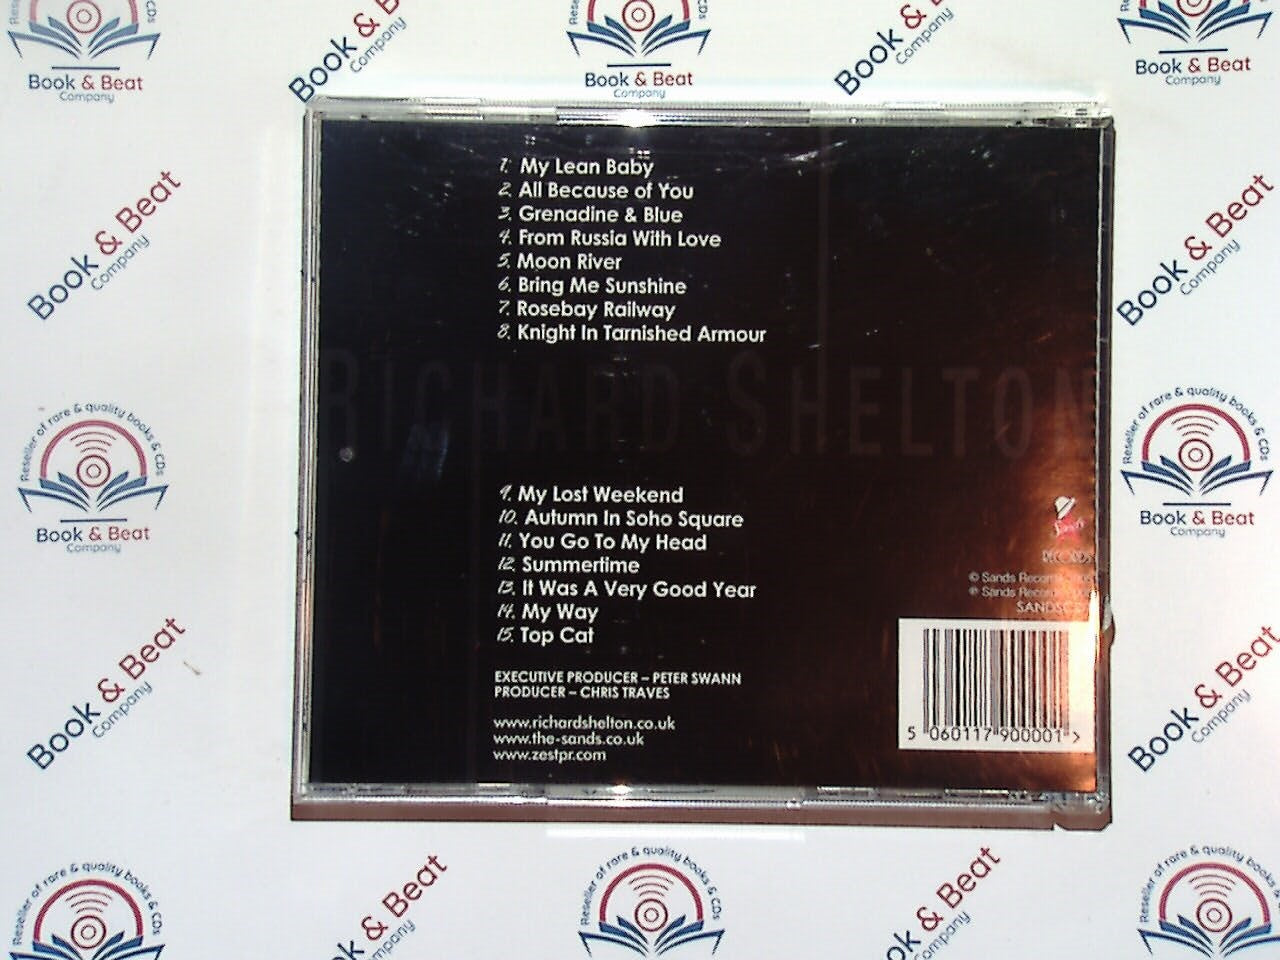 1. My Lean Baby
2. All Because of You
3. Grenadine & Blue
4. From Russia With Love
5. Moon River
6. Bring Me Sunshine
7. Rosebay Railway
8. Knight In Tarnished Armour
RICHARD SHELTON
9. My Lost Weekend
10. Autumn In Soho Square
11. You Go To My Head
12. Summertime
13. It Was A Very Good Year
14. My Way
15. Top Cat
EXECUTIVE PRODUCER – PETER SWANN
PRODUCER – CHRIS TRAVES
www.richardshelton.co.uk
www.the-sands.co.uk
www.zestpr.com
RECORDS
© Sands Records
℗ Sands Records
5 060117 900001 >
Reseller of rare & quality books & CDs
Book & Beat
Company